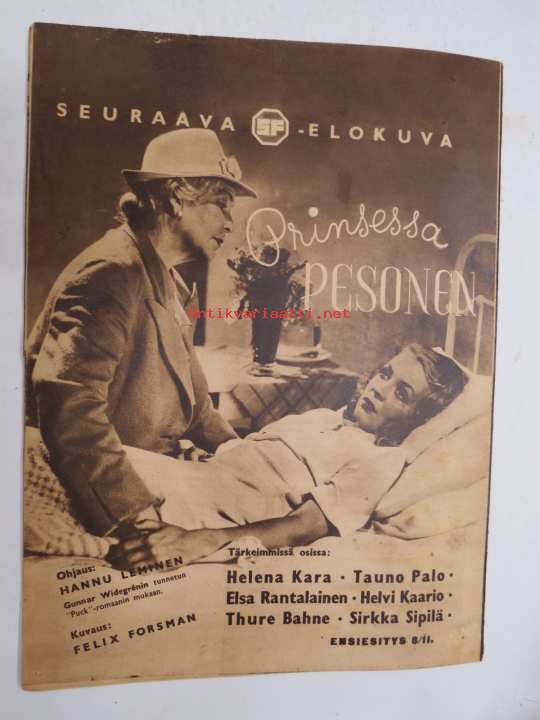 SEURAAVA SF -ELOKUVA
Prinsessa
PESONEN
antikvariaatti.net
Ohjaus:
HANNU LEMINEN
Gunnar Widegrénin tunnetun
"Puck"-romaanin mukaan.
Kuvaus:
FELIX FORSMAN
Tärkeimmissä osissa:
Helena Kara · Tauno Palo ·
Elsa Rantalainen · Helvi Kaario ·
Thure Bahne · Sirkka Sipilä ·
ENSIESITYS 8/11.